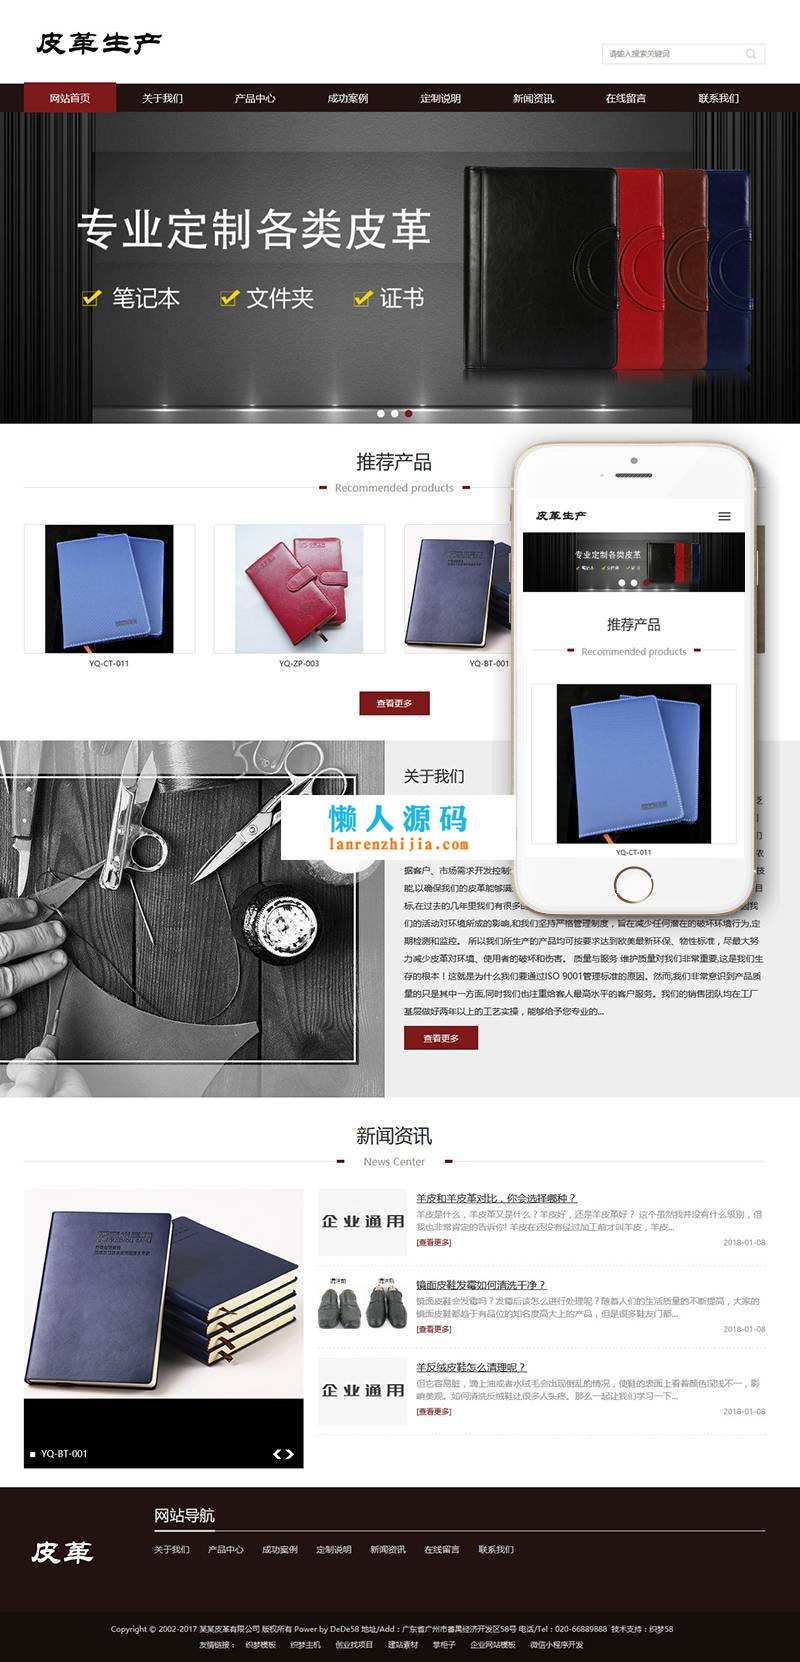 皮革生产
请输入搜索关键词
网站首页 关于我们 产品中心 成功案例 定制说明 新闻资讯 在线留言 联系我们
专业定制各类皮革
笔记本 文件夹 证书
推荐产品
Recommended products
YQ-CT-011 YQ-ZP-003 YQ-BT-001
查看更多
皮革生产
专业定制各类皮革
笔记本 文件夹 证书
推荐产品
Recommended products
YQ-CT-011
关于我们
懒人源码
lanrenzhijia.com
据客户、市场需求开发控制
能,以确保我们的皮革能够满
标,在过去的几年里我们有很多的
的活动对环境所成的影响,和我们坚持严格管理制度，旨在减少任何潜在的破坏环境行为,定
期检测和监控。 所以我们所生产的产品均可按要求达到欧美最新环保、物性标准，尽最大努
力减少皮革对环境、使用者的破坏和伤害。 质量与服务 维护质量对我们非常重要,这是我们生
存的根本！这就是为什么我们要通过ISO 9001管理标准的原因。然而,我们非常意识到产品质
量的只是其中一方面,同时我们也注重给客人最高水平的客户服务。我们的销售团队均在工厂
基层做好两年以上的工艺实操，能够给予您专业的...
查看更多
新闻资讯
News Center
YQ-BT-001
企业通用
羊皮和羊皮革对比，你会选择哪种？
羊皮是什么，羊皮革又是什么？羊皮好，还是羊皮革好？ 这个虽然我并没有什么级别，但
我也非常肯定的告诉你! 羊皮在还没有经过加工前才叫羊皮，羊皮...
[查看更多] 2018-01-08
镜面皮鞋发霉如何清洗干净？
镜面皮鞋会发霉吗？发霉后该怎么进行处理呢？随着人们的生活质量的不断提高，大家的
镜面皮鞋都趋于有品位的知名度高大上的产品，但是很多鞋友门都...
[查看更多] 2018-01-08
企业通用
羊反绒皮鞋怎么清理呢？
但它容易脏，滴上油或者水绒毛会出现倒乱的情况，使鞋的表面上看着颜色深浅不一，影
响美观。如何清洗反绒鞋让很多人头疼。那么一起让我们学习一下...
[查看更多] 2018-01-08
皮革
网站导航
关于我们 产品中心 成功案例 定制说明 新闻资讯 在线留言 联系我们
Copyright © 2002-2017 某某皮革有限公司 版权所有 Power by DeDe58 地址/Add：广东省广州市番禺经济开发区58号 电话/Tel：020-66889888 技术支持：织梦58
友情链接： 织梦模板 织梦主机 创业找项目 建站素材 掌柜子 企业网站模板 微信小程序开发